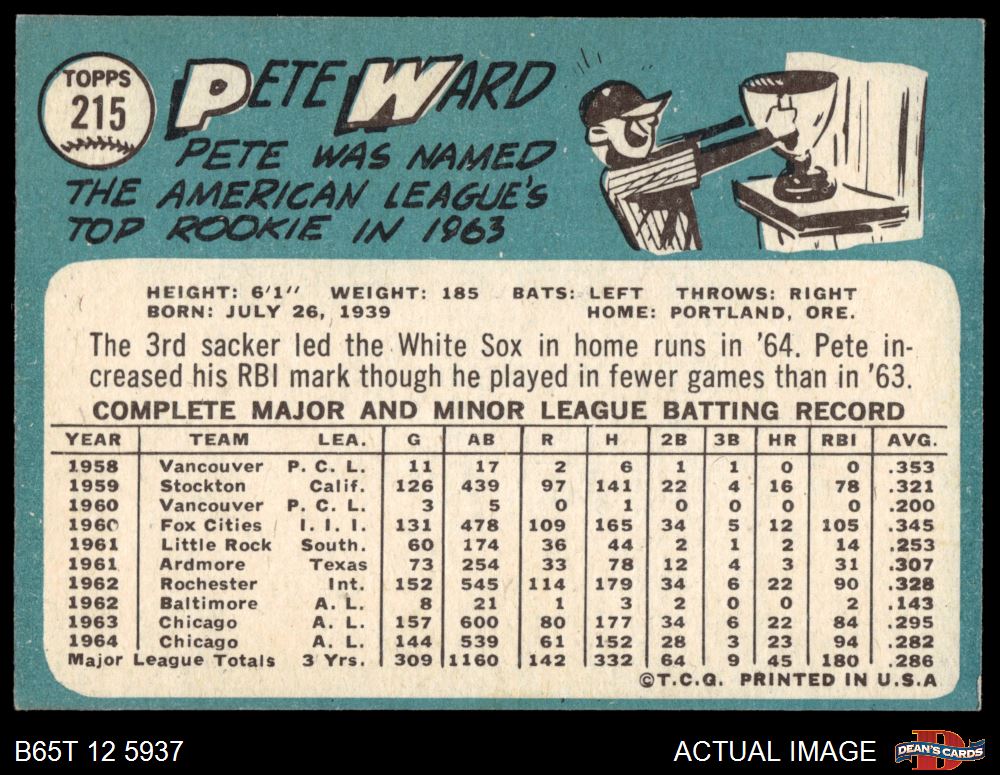 TOPPS
215
PETE WARD
PETE WAS NAMED
THE AMERICAN LEAGUE'S
TOP ROOKIE IN 1963
HEIGHT: 6'1" WEIGHT: 185 BATS: LEFT THROWS: RIGHT
BORN: JULY 26, 1939 HOME: PORTLAND, ORE.
The 3rd sacker led the White Sox in home runs in '64. Pete in-
creased his RBI mark though he played in fewer games than in '63.
COMPLETE MAJOR AND MINOR LEAGUE BATTING RECORD
YEAR TEAM LEA. G AB R H 2B 3B HR RBI AVG.
1958 Vancouver P. C. L. 11 17 2 6 1 1 0 0 .353
1959 Stockton Calif. 126 439 97 141 22 4 16 78 .321
1960 Vancouver P. C. L. 3 5 0 1 0 0 0 0 .200
1960 Fox Cities I. I. I. 131 478 109 165 34 5 12 105 .345
1961 Little Rock South. 60 174 36 44 2 1 2 14 .253
1961 Ardmore Texas 73 254 33 78 12 4 3 31 .307
1962 Rochester Int. 152 545 114 179 34 6 22 90 .328
1962 Baltimore A. L. 8 21 1 3 2 0 0 2 .143
1963 Chicago A. L. 157 600 80 177 34 6 22 84 .295
1964 Chicago A. L. 144 539 61 152 28 3 23 94 .282
Major League Totals 3 Yrs. 309 1160 142 332 64 9 45 180 .286
©T.C.G. PRINTED IN U.S.A
B65T 12 5937 ACTUAL IMAGE DEAN'S CARDS